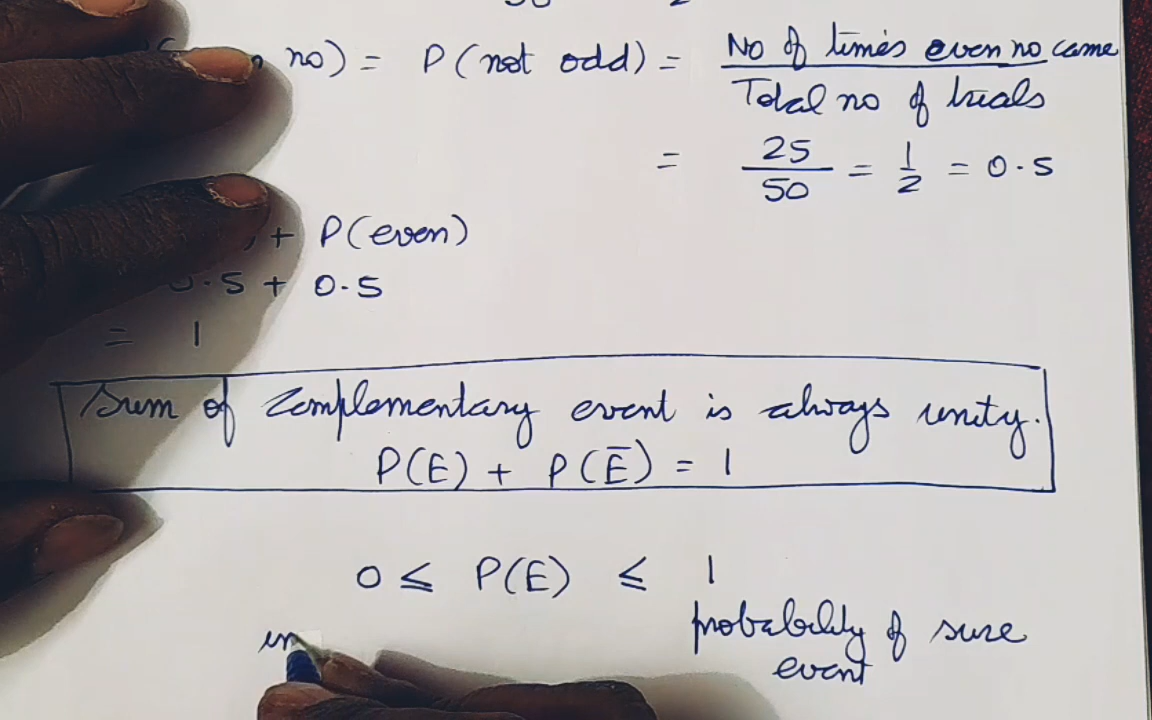 no) = P(not odd) = No of times even no came
Total no of trials
= 25/50 = 1/2 = 0.5
+ P(even)
0.5 + 0.5
= 1
Sum of Complementary event is always unity.
P(E) + P(Ē) = 1
0 ≤ P(E) ≤ 1
probability of sure
event
im